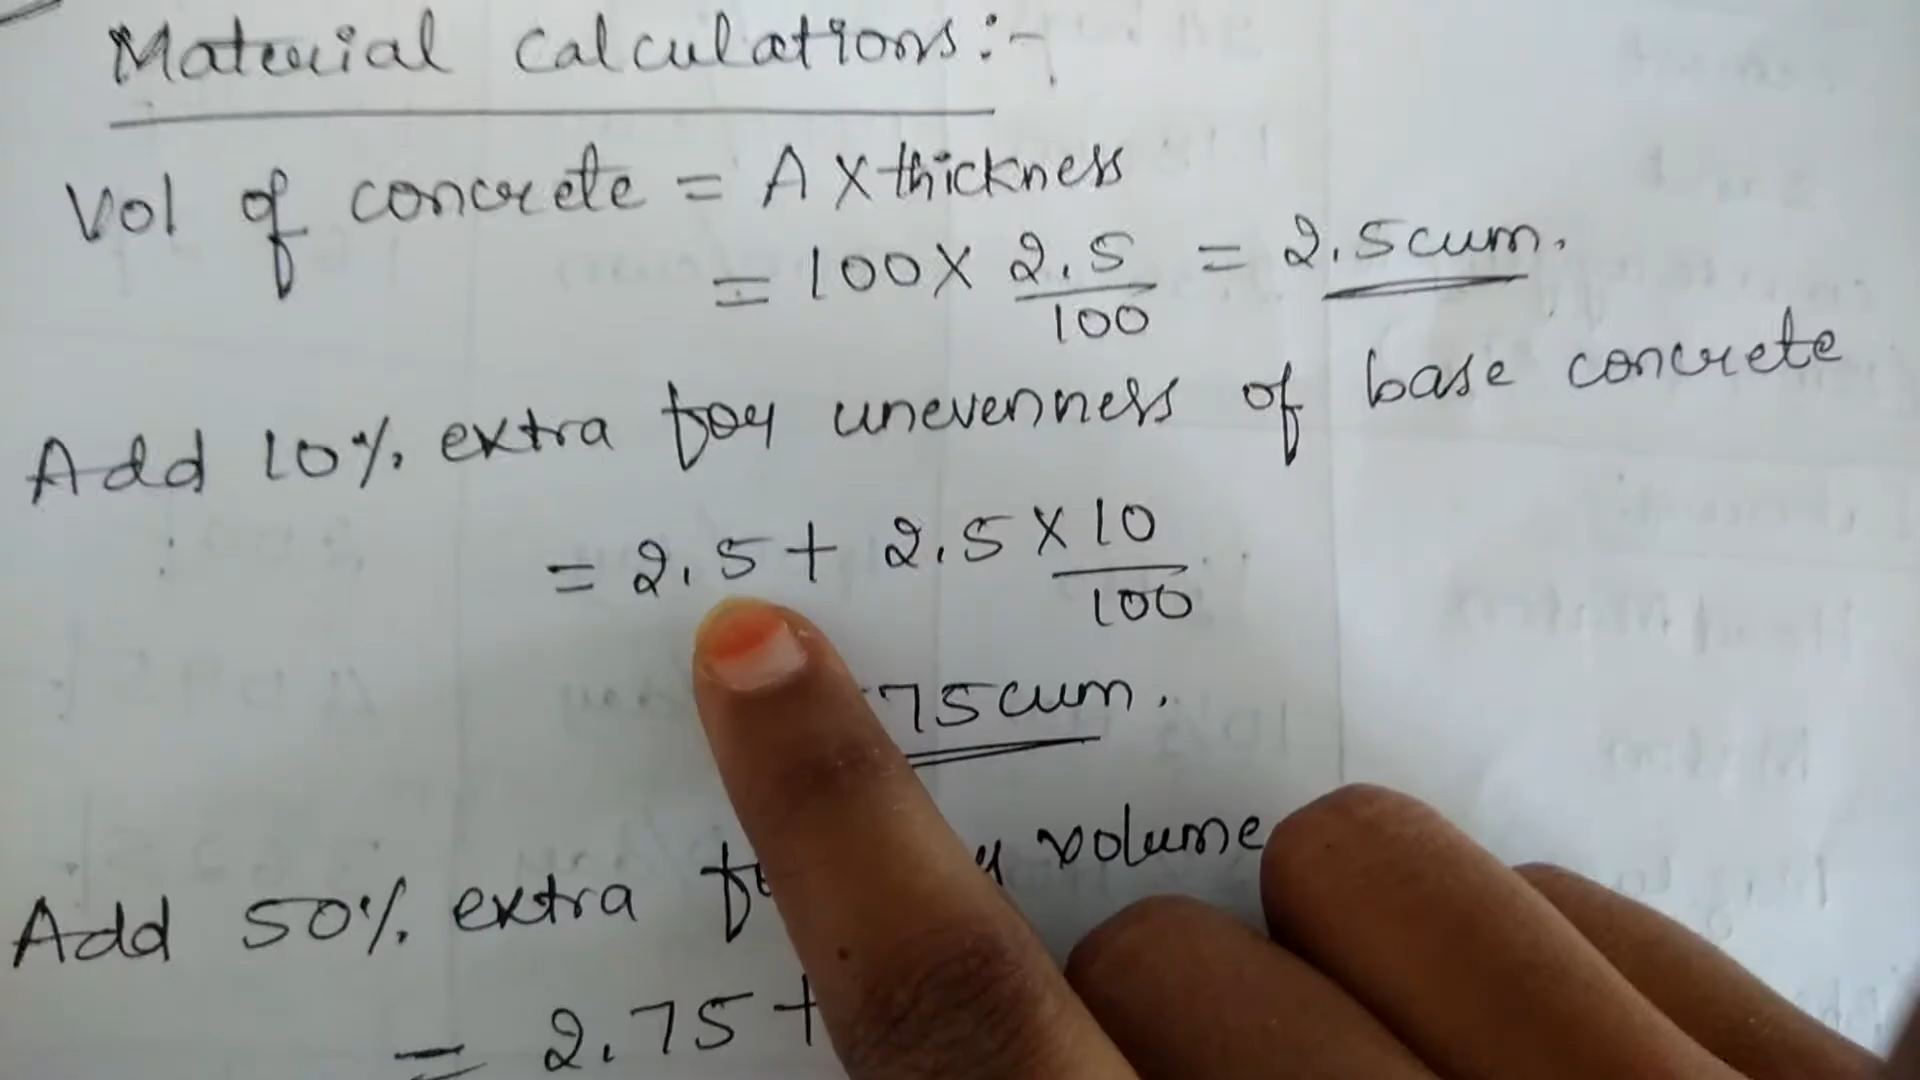 Material calculations:-
Vol of concrete = A X thickness
= 100 X 2.5/100 = 2.5 cum.
Add 10% extra for unevenness of base concrete
= 2.5 + 2.5 X 10/100
75 cum.
Add 50% extra volume
= 2.75 +